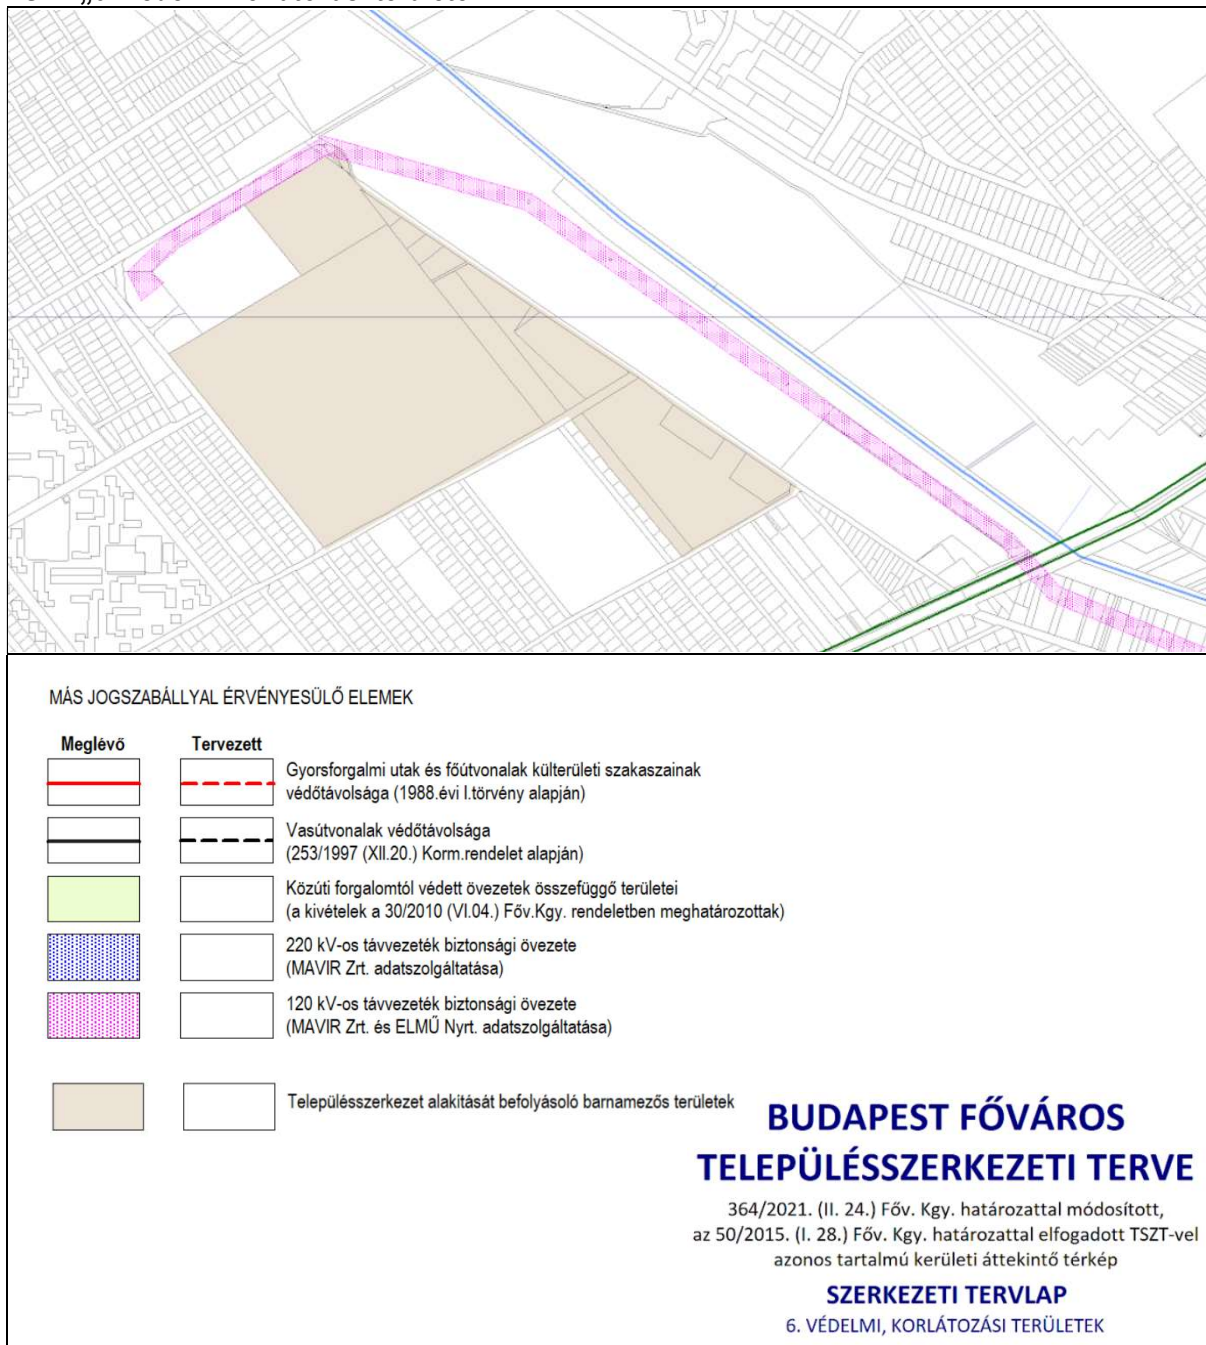 MÁS JOGSZABÁLLYAL ÉRVÉNYESÜLŐ ELEMEK
Meglévő Tervezett
Gyorsforgalmi utak és főútvonalak külterületi szakaszainak
védőtávolsága (1988.évi I.törvény alapján)
Vasútvonalak védőtávolsága
(253/1997 (XII.20.) Korm.rendelet alapján)
Közúti forgalomtól védett övezetek összefüggő területei
(a kivételek a 30/2010 (VI.04.) Főv.Kgy. rendeletben meghatározottak)
220 kV-os távvezeték biztonsági övezete
(MAVIR Zrt. adatszolgáltatása)
120 kV-os távvezeték biztonsági övezete
(MAVIR Zrt. és ELMŰ Nyrt. adatszolgáltatása)
Településszerkezet alakítását befolyásoló barnamezős területek
BUDAPEST FŐVÁROS
TELEPÜLÉSSZERKEZETI TERVE
364/2021. (II. 24.) Főv. Kgy. határozattal módosított,
az 50/2015. (I. 28.) Főv. Kgy. határozattal elfogadott TSZT-vel
azonos tartalmú kerületi áttekintő térkép
SZERKEZETI TERVLAP
6. VÉDELMI, KORLÁTOZÁSI TERÜLETEK